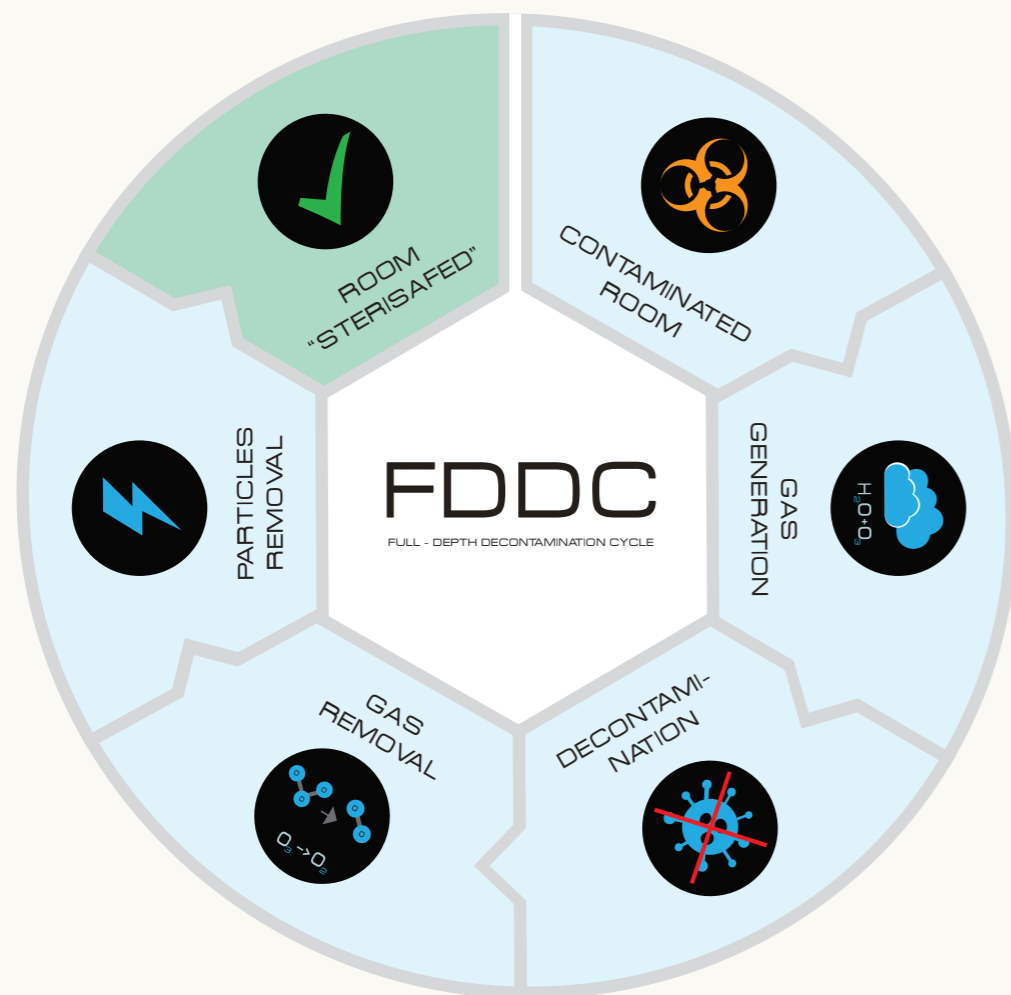 FDDC
FULL - DEPTH DECONTAMINATION CYCLE
CONTAMINATED
ROOM
GAS
GENERATION
H₂O+O₃
DECONTAMI-
NATION
GAS
REMOVAL
O₃->O₂
PARTICLES
REMOVAL
ROOM
“STERISAFED”